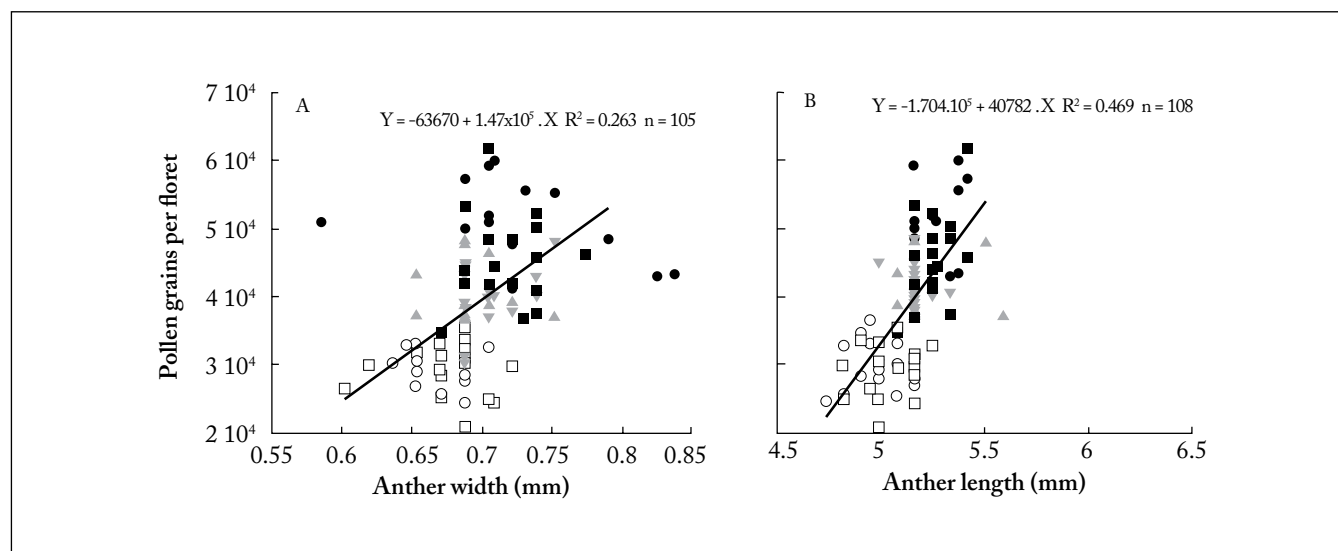 A
Y = -63670 + 1.47x10⁵ . X R² = 0.263 n = 105
Pollen grains per floret
7 10⁴
6 10⁴
5 10⁴
4 10⁴
3 10⁴
2 10⁴
0.55 0.6 0.65 0.7 0.75 0.8 0.85
Anther width (mm)
B
Y = -1.704.10⁵ + 40782 . X R² = 0.469 n = 108
4.5 5 5.5 6 6.5
Anther length (mm)